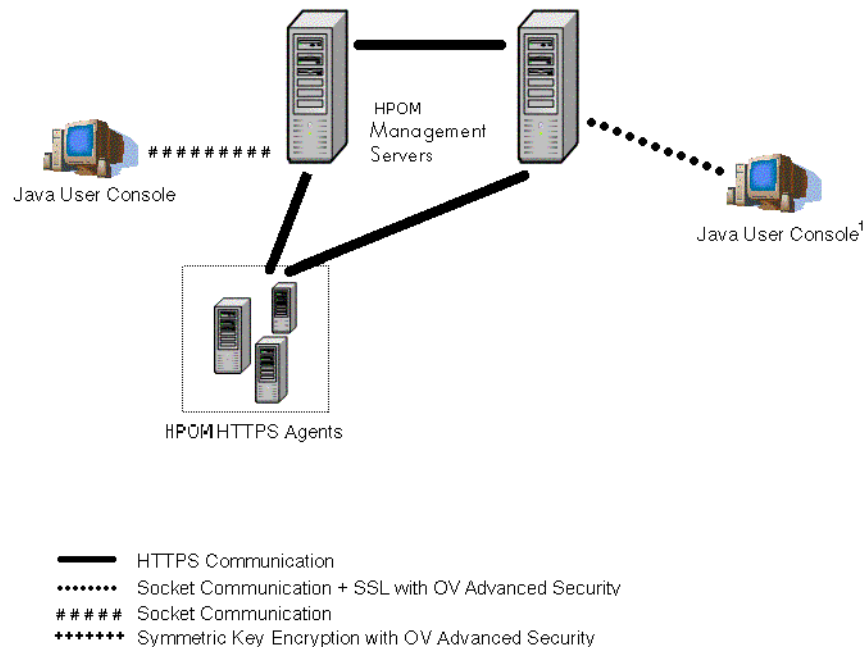 HPOM
Management
Servers
#########
Java User Console
Java User Console¹
HPOM HTTPS Agents
HTTPS Communication
Socket Communication + SSL with OV Advanced Security
##### Socket Communication
+++++++ Symmetric Key Encryption with OV Advanced Security